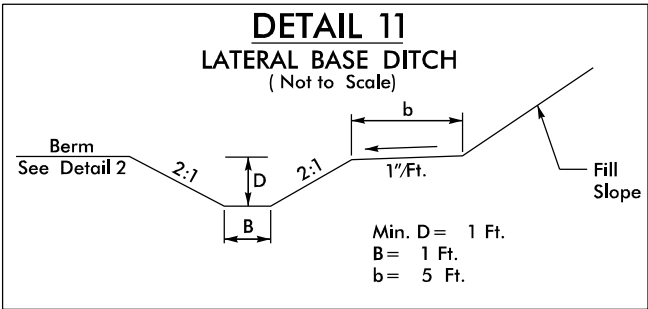 DETAIL 11
LATERAL BASE DITCH
( Not to Scale)
b
Berm
See Detail 2
2:1
D
2:1
1"/Ft.
Fill
Slope
B
Min. D= 1 Ft.
B= 1 Ft.
b= 5 Ft.